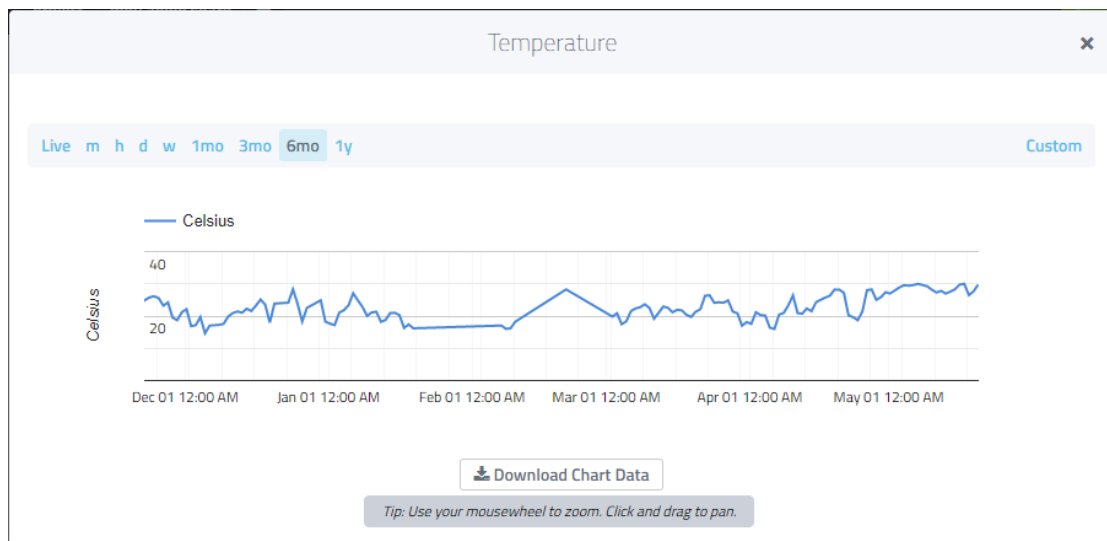 Temperature ×
Live m h d w 1mo 3mo 6mo 1y Custom
Celsius
40
Celsius
20
Dec 01 12:00 AM Jan 01 12:00 AM Feb 01 12:00 AM Mar 01 12:00 AM Apr 01 12:00 AM May 01 12:00 AM
Download Chart Data
Tip: Use your mousewheel to zoom. Click and drag to pan.